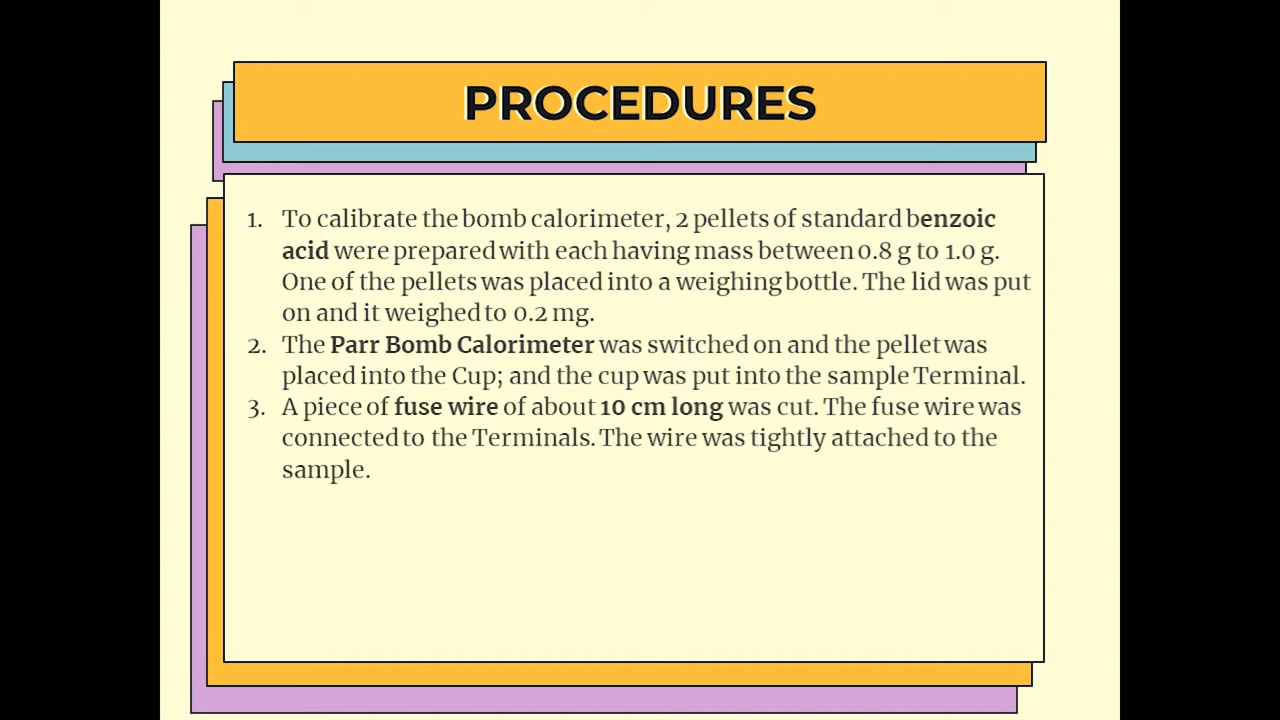 PROCEDURES
1. To calibrate the bomb calorimeter, 2 pellets of standard benzoic
acid were prepared with each having mass between 0.8 g to 1.0 g.
One of the pellets was placed into a weighing bottle. The lid was put
on and it weighed to 0.2 mg.
2. The Parr Bomb Calorimeter was switched on and the pellet was
placed into the Cup; and the cup was put into the sample Terminal.
3. A piece of fuse wire of about 10 cm long was cut. The fuse wire was
connected to the Terminals. The wire was tightly attached to the
sample.